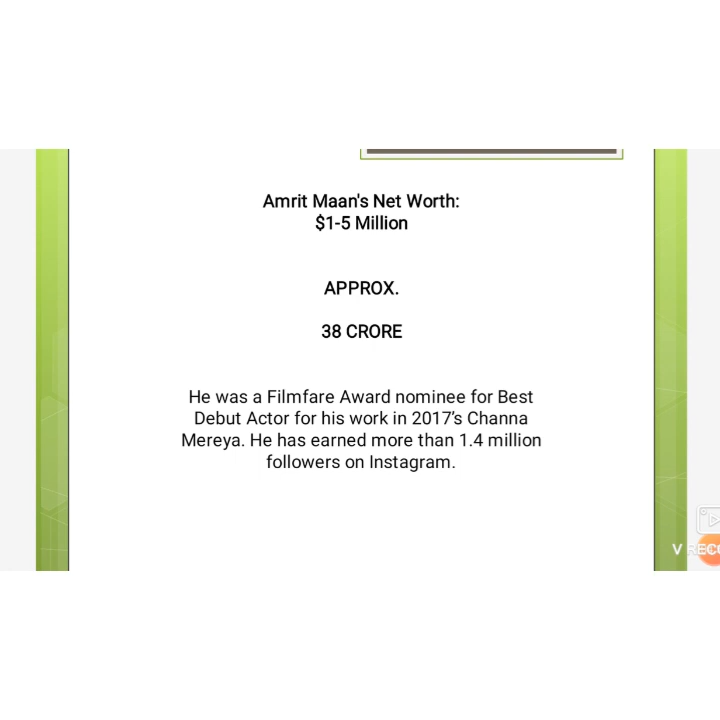 Amrit Maan's Net Worth:
$1-5 Million
APPROX.
38 CRORE
He was a Filmfare Award nominee for Best
Debut Actor for his work in 2017's Channa
Mereya. He has earned more than 1.4 million
followers on Instagram.